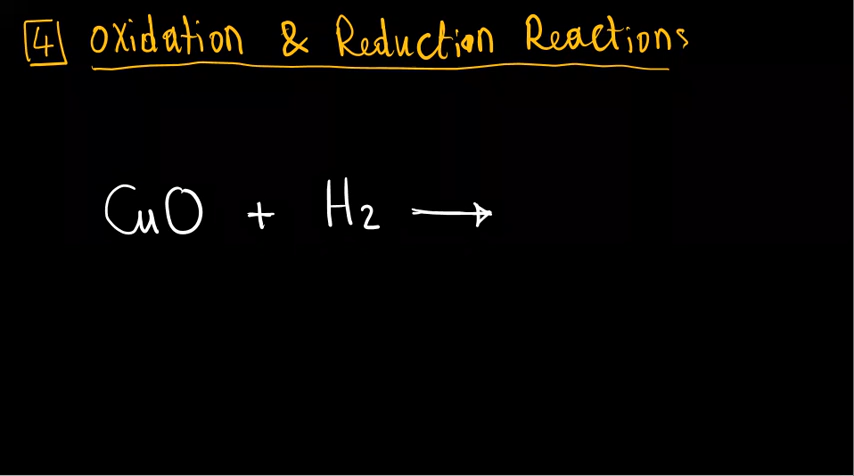 4 Oxidation & Reduction Reactions
CuO + H2 →